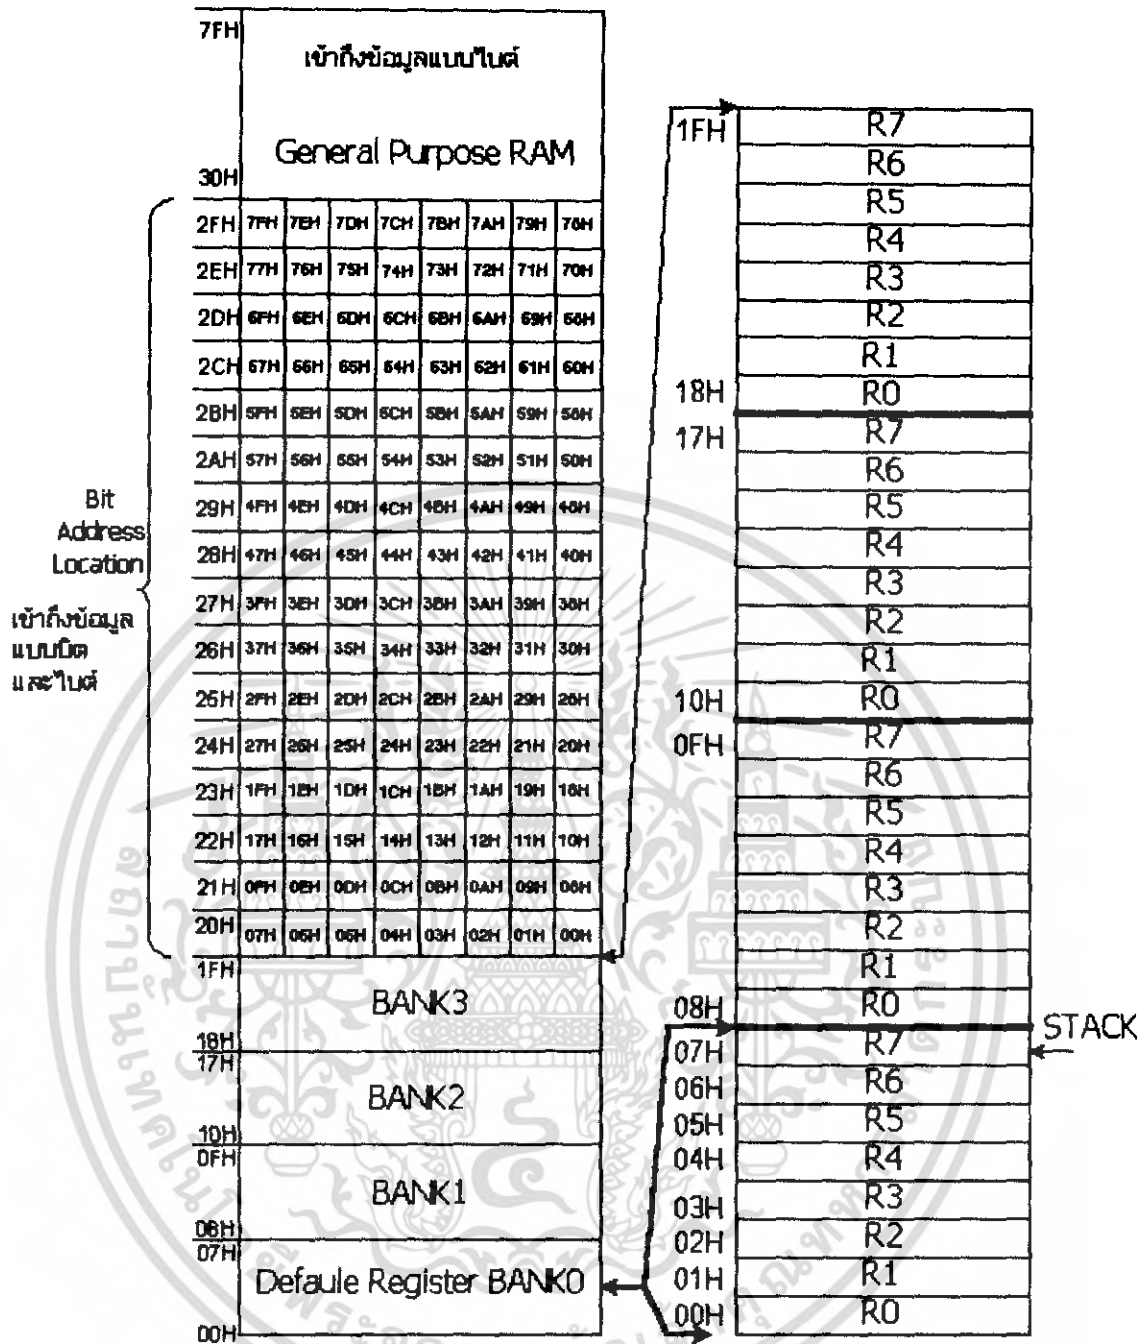 7FH
เข้าถึงข้อมูลแบบไบต์
General Purpose RAM
30H
2FH 7FH 7EH 7DH 7CH 7BH 7AH 79H 78H
2EH 77H 76H 75H 74H 73H 72H 71H 70H
2DH 6FH 6EH 6DH 6CH 6BH 6AH 69H 68H
2CH 67H 66H 65H 64H 63H 62H 61H 60H
2BH 5FH 5EH 5DH 5CH 5BH 5AH 59H 58H
2AH 57H 56H 55H 54H 53H 52H 51H 50H
29H 4FH 4EH 4DH 4CH 4BH 4AH 49H 48H
28H 47H 46H 45H 44H 43H 42H 41H 40H
27H 3FH 3EH 3DH 3CH 3BH 3AH 39H 38H
26H 37H 36H 35H 34H 33H 32H 31H 30H
25H 2FH 2EH 2DH 2CH 2BH 2AH 29H 28H
24H 27H 26H 25H 24H 23H 22H 21H 20H
23H 1FH 1EH 1DH 1CH 1BH 1AH 19H 18H
22H 17H 16H 15H 14H 13H 12H 11H 10H
21H 0FH 0EH 0DH 0CH 0BH 0AH 09H 08H
20H 07H 06H 05H 04H 03H 02H 01H 00H
Bit
Address
Location
เข้าถึงข้อมูล
แบบบิต
และไบต์
1FH
BANK3
18H
17H
BANK2
10H
0FH
BANK1
08H
07H
Defaule Register BANK0
00H
1FH R7
R6
R5
R4
R3
R2
R1
18H R0
17H R7
R6
R5
R4
R3
R2
R1
10H R0
0FH R7
R6
R5
R4
R3
R2
R1
08H R0
STACK
07H R7
06H R6
05H R5
04H R4
03H R3
02H R2
01H R1
00H R0